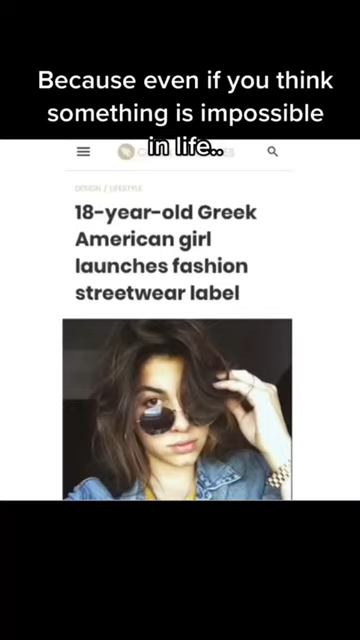 Because even if you think
something is impossible
in life..
DESIGN / LIFESTYLE
18-year-old Greek
American girl
launches fashion
streetwear label